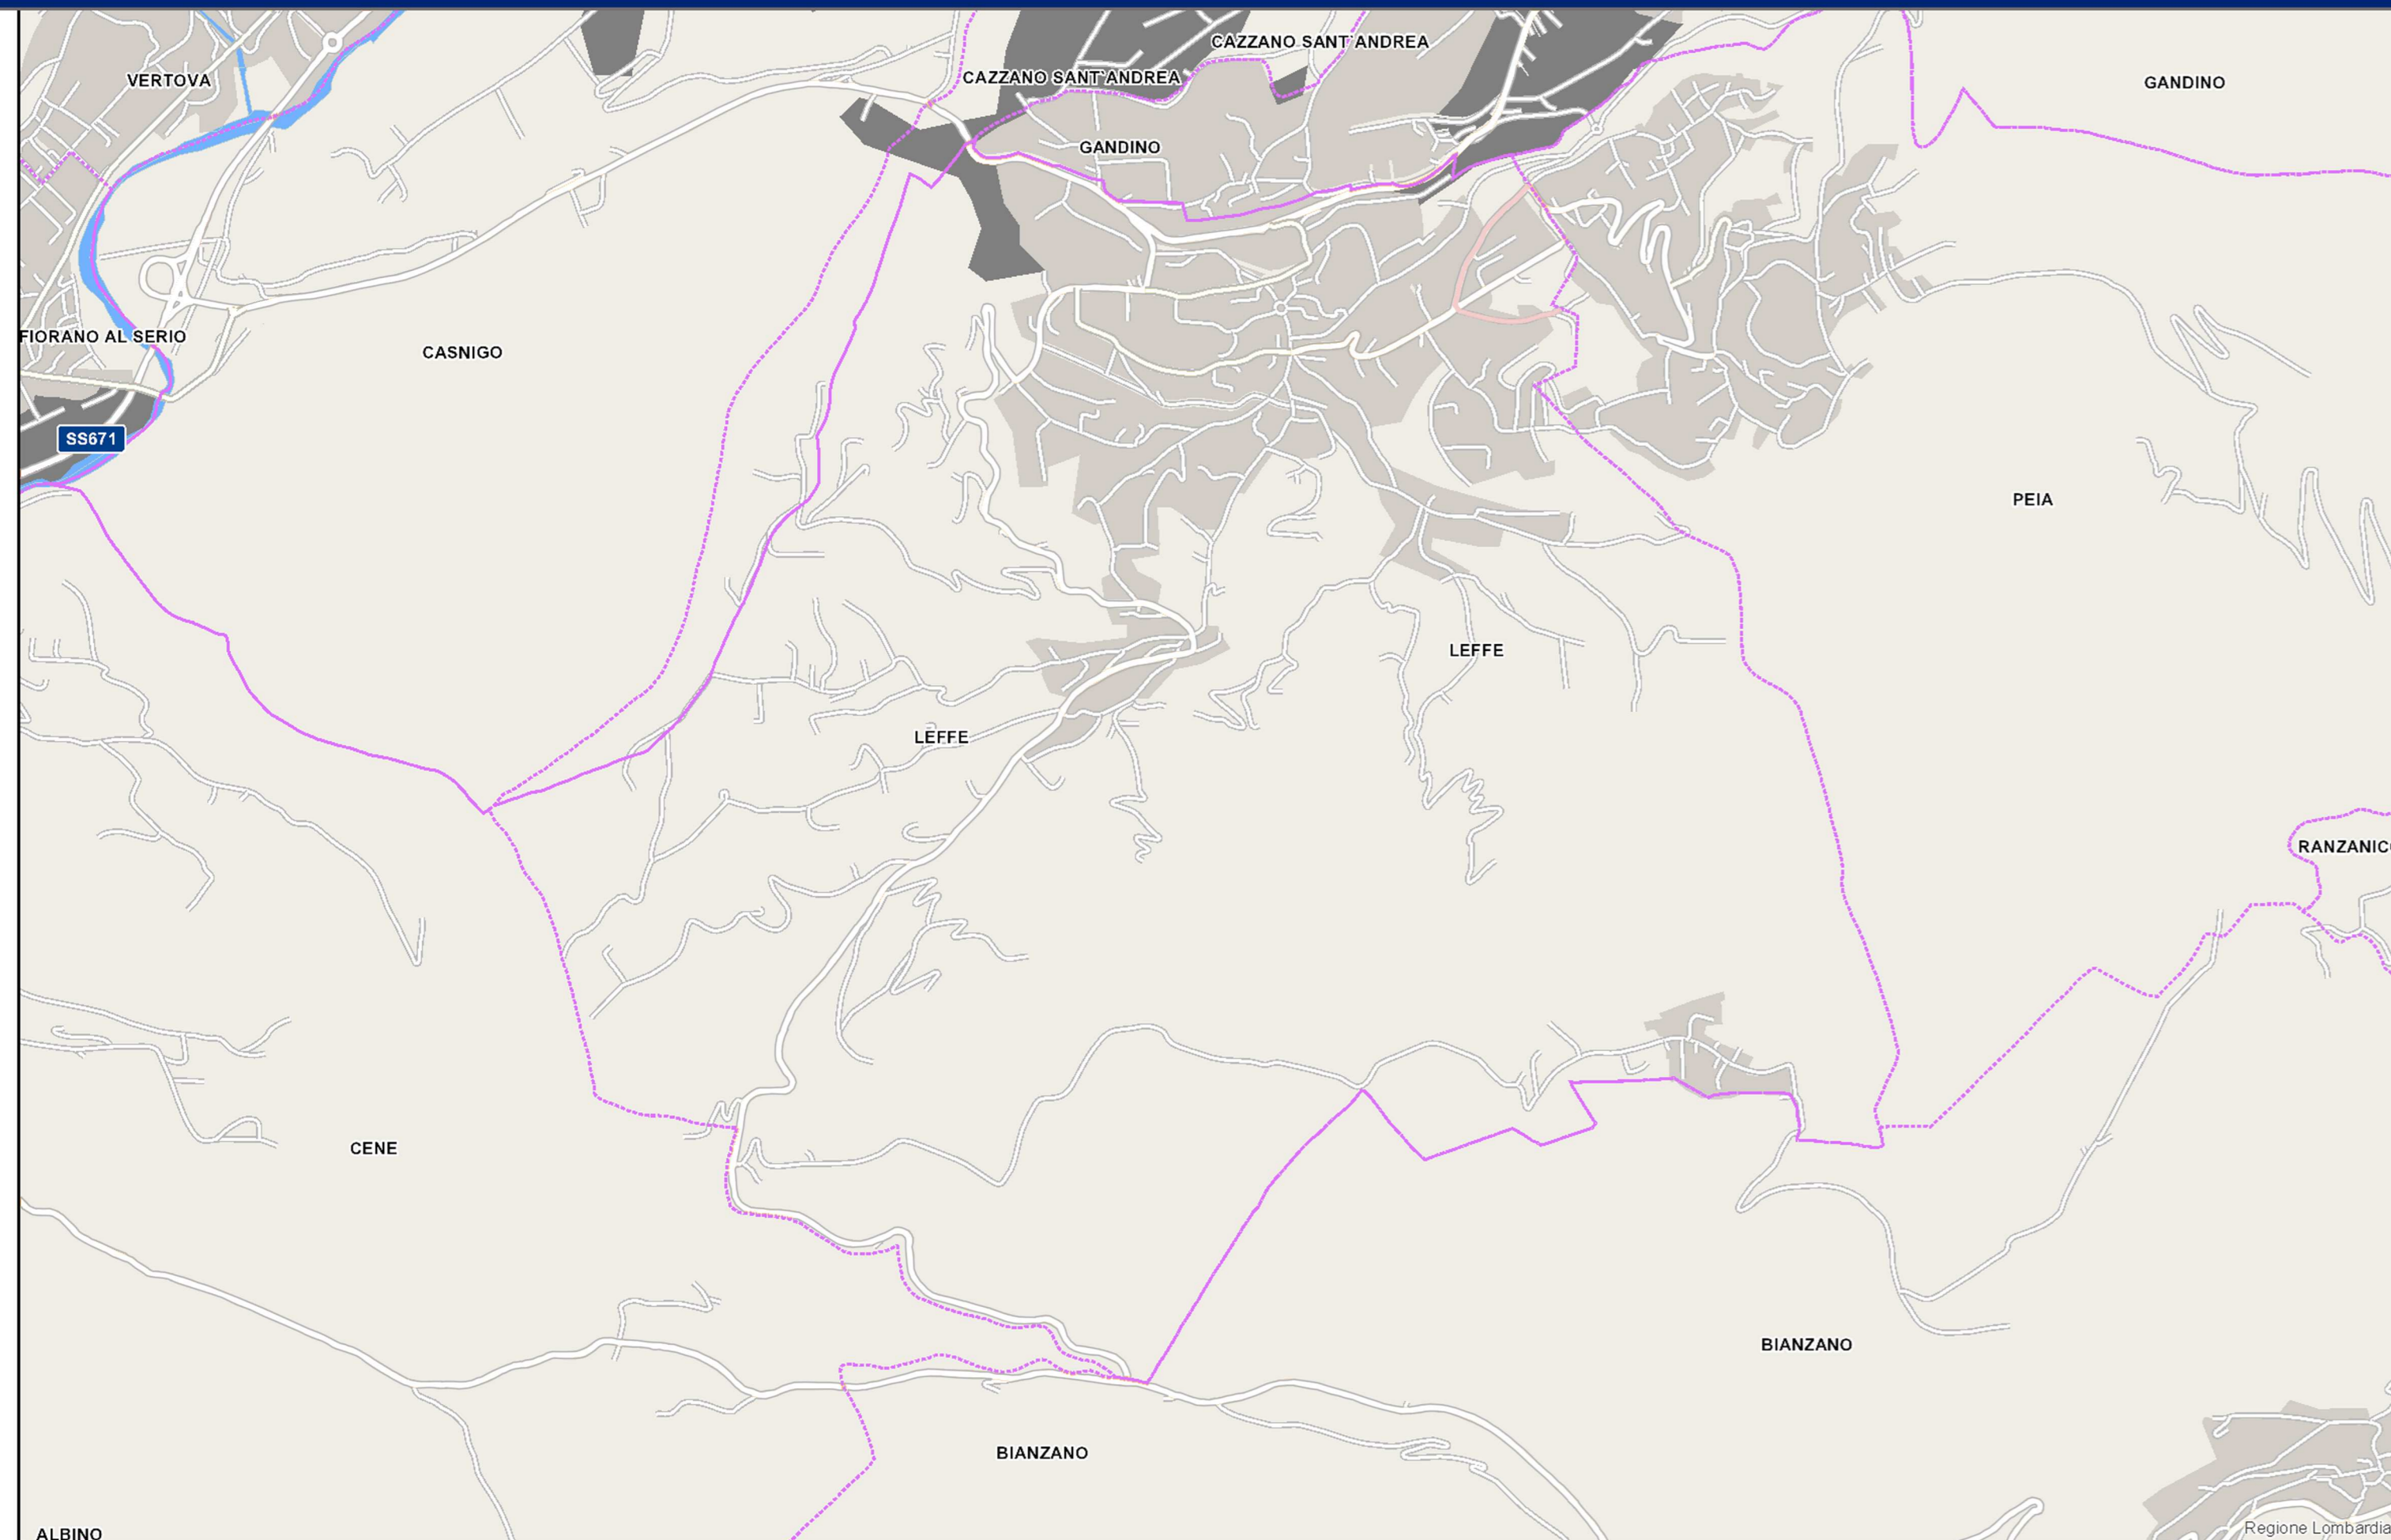 CAZZANO SANT'ANDREA
VERTOVA
CAZZANO SANT'ANDREA
GANDINO
GANDINO
FIORANO AL SERIO
CASNIGO
SS671
PEIA
LEFFE
LEFFE
RANZANIC
CENE
BIANZANO
BIANZANO
ALBINO
Regione Lombardia